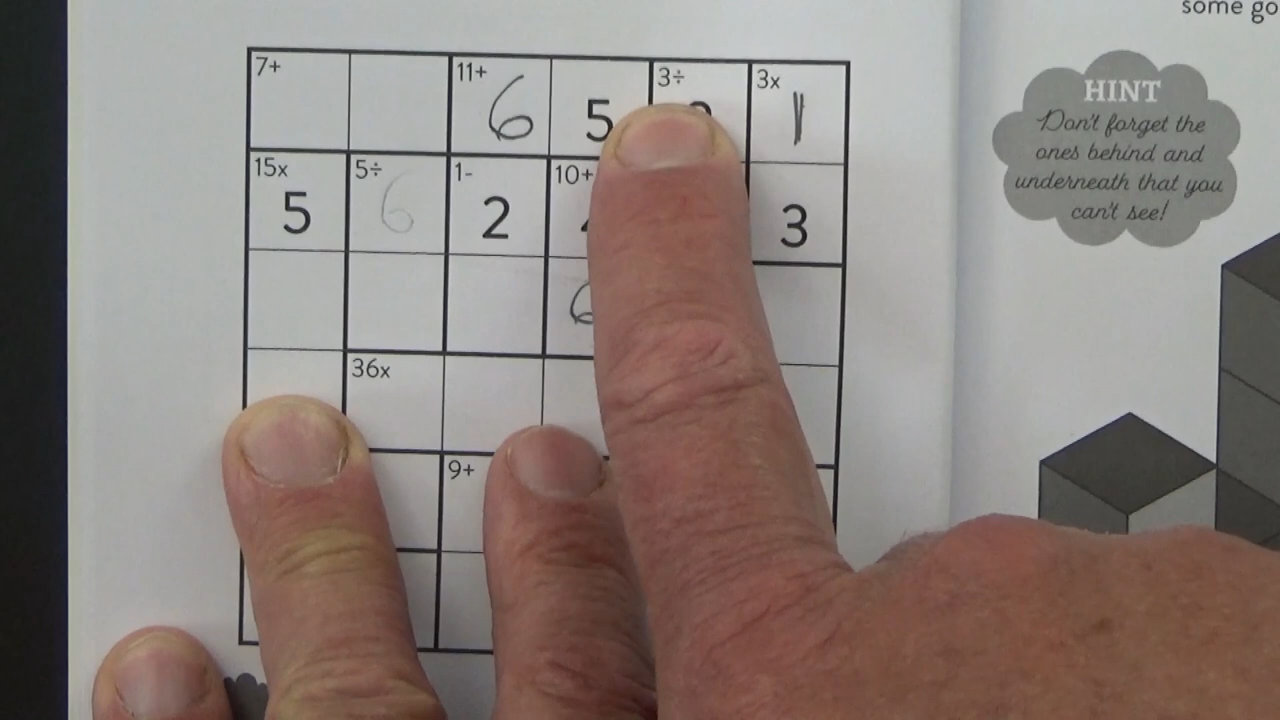 some go
7+ 11+ 6 5 3÷ 3x 1
15x 5 5÷ 6 1- 2 10+ 3
6
36x
9+
HINT
Don't forget the
ones behind and
underneath that you
can't see!